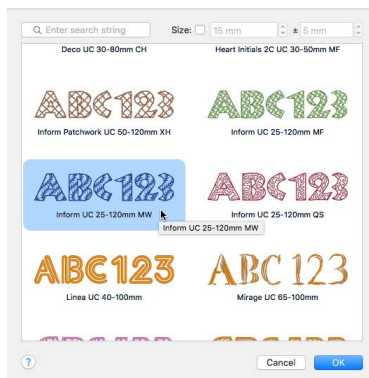 Enter search string Size: 15 mm ± 5 mm
Deco UC 30-80mm CH Heart Initials 2C UC 30-50mm MF
ABC123 ABC123
Inform Patchwork UC 50-120mm XH Inform UC 25-120mm MF
ABC123 ABC123
Inform UC 25-120mm MW Inform UC 25-120mm QS
Inform UC 25-120mm MW
ABC123 ABC 123
Linea UC 40-100mm Mirage UC 65-100mm
? Cancel OK